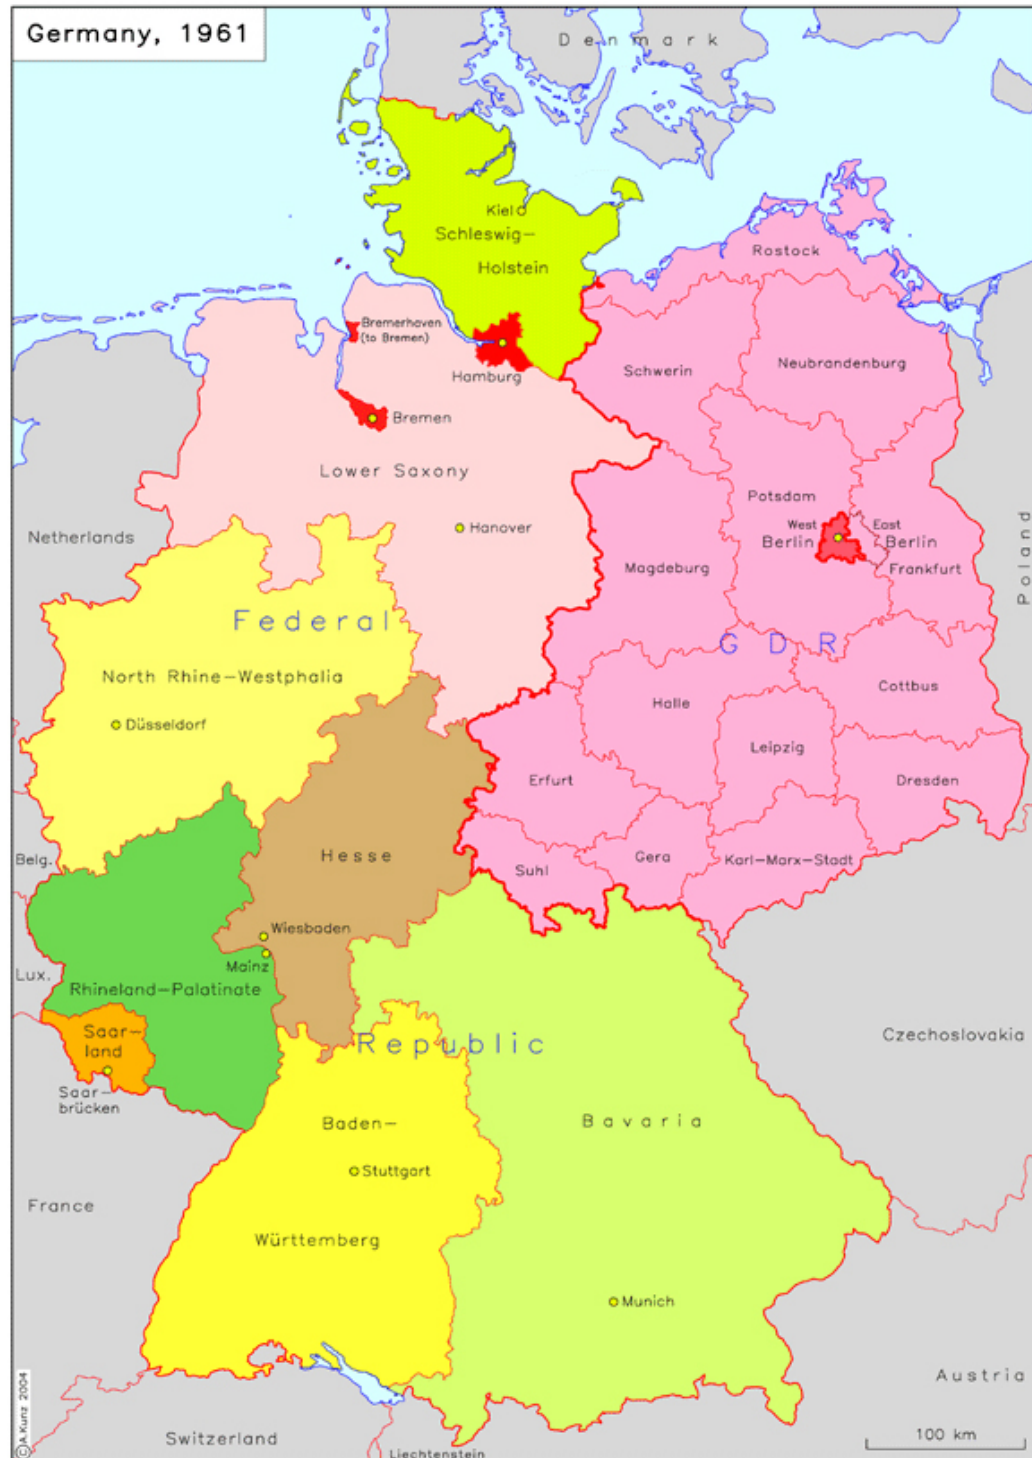 Germany, 1961
Denmark
Kiel
Schleswig-
Holstein
Rostock
Bremerhaven
(to Bremen)
Hamburg
Schwerin
Neubrandenburg
Bremen
Lower Saxony
Potsdam
Hanover
West
East
Berlin
Berlin
Netherlands
Magdeburg
Frankfurt
Poland
Federal
GDR
North Rhine-Westphalia
Cottbus
Halle
Düsseldorf
Leipzig
Erfurt
Dresden
Belg.
Hesse
Gera
Karl-Marx-Stadt
Suhl
Wiesbaden
Mainz
Lux.
Rhineland-Palatinate
Saar-
land
Republic
Czechoslovakia
Saar-
brücken
Baden-
Bavaria
Stuttgart
France
Württemberg
Munich
Austria
©A.Kunz 2004
Switzerland
100 km
Liechtenstein